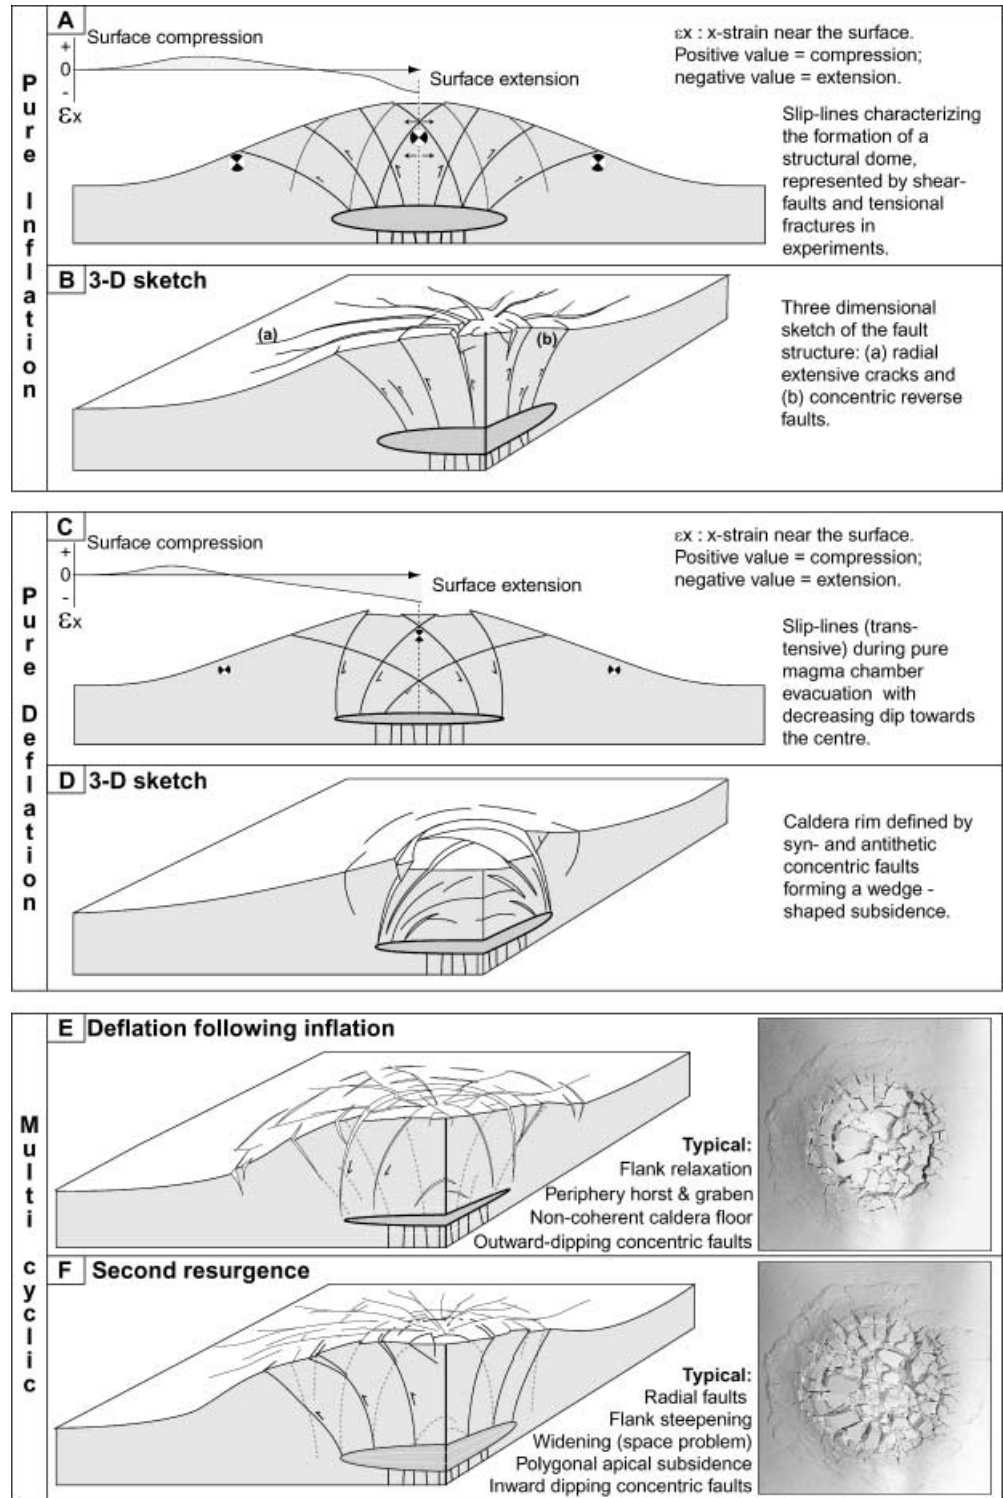 Pure Inflation
A
Surface compression
+
0
-
εx
Surface extension
εx : x-strain near the surface.
Positive value = compression;
negative value = extension.
Slip-lines characterizing
the formation of a
structural dome,
represented by shear-
faults and tensional
fractures in
experiments.
B 3-D sketch
(a)
(b)
Three dimensional
sketch of the fault
structure: (a) radial
extensive cracks and
(b) concentric reverse
faults.
Pure Deflation
C
Surface compression
+
0
-
εx
Surface extension
εx : x-strain near the surface.
Positive value = compression;
negative value = extension.
Slip-lines (trans-
tensive) during pure
magma chamber
evacuation with
decreasing dip towards
the centre.
D 3-D sketch
Caldera rim defined by
syn- and antithetic
concentric faults
forming a wedge -
shaped subsidence.
Multi cyclic
E Deflation following inflation
Typical:
Flank relaxation
Periphery horst & graben
Non-coherent caldera floor
Outward-dipping concentric faults
F Second resurgence
Typical:
Radial faults
Flank steepening
Widening (space problem)
Polygonal apical subsidence
Inward dipping concentric faults